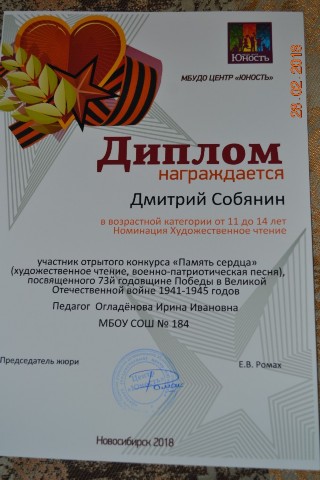 Юность
МБУДО ЦЕНТР «ЮНОСТЬ»
26/02/2018
Диплом
награждается
Дмитрий Собянин
в возрастной категории от 11 до 14 лет
Номинация Художественное чтение
участник отрытого конкурса «Память сердца»
(художественное чтение, военно-патриотическая песня),
посвященного 73й годовщине Победы в Великой
Отечественной войне 1941-1945 годов
Педагог Огладёнова Ирина Ивановна
МБОУ СОШ № 184
Председатель жюри
Е.В. Ромах
Новосибирск 2018